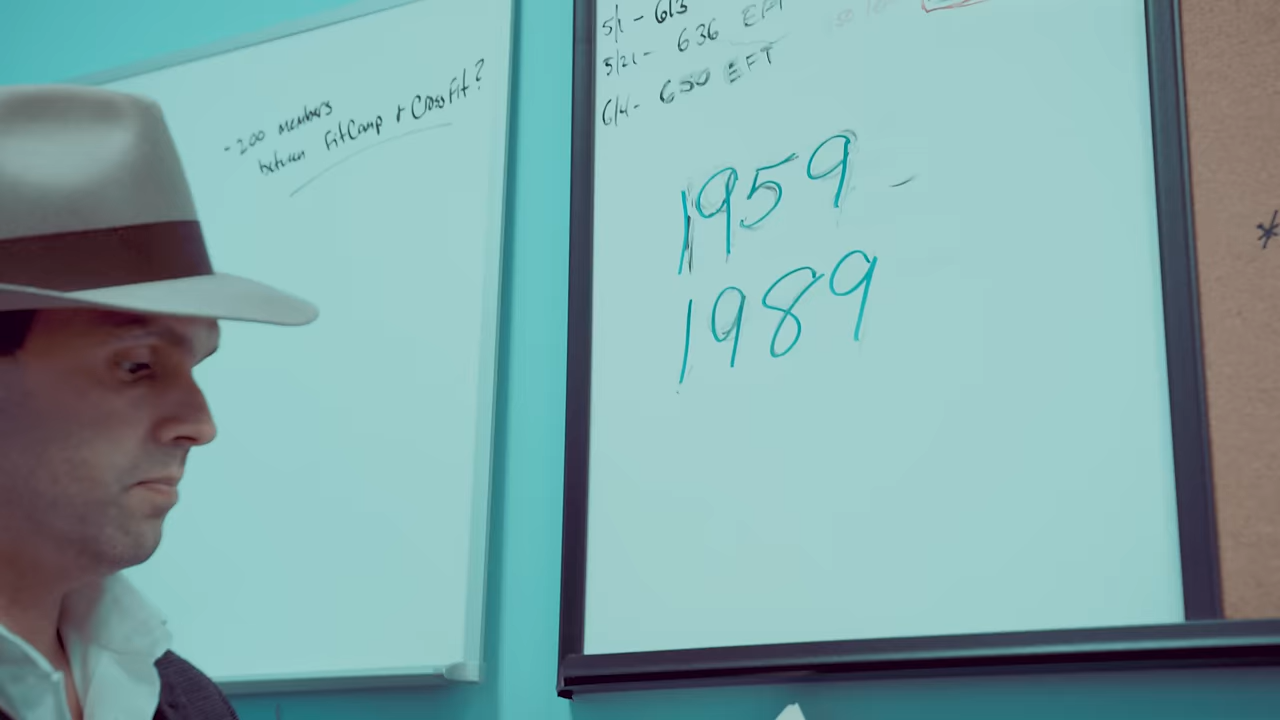 - 200 members
between FitCamp + CrossFit?
5/1 - 613
5/21 - 636 EFT
6/4 - 650 EFT
1959
1989
*